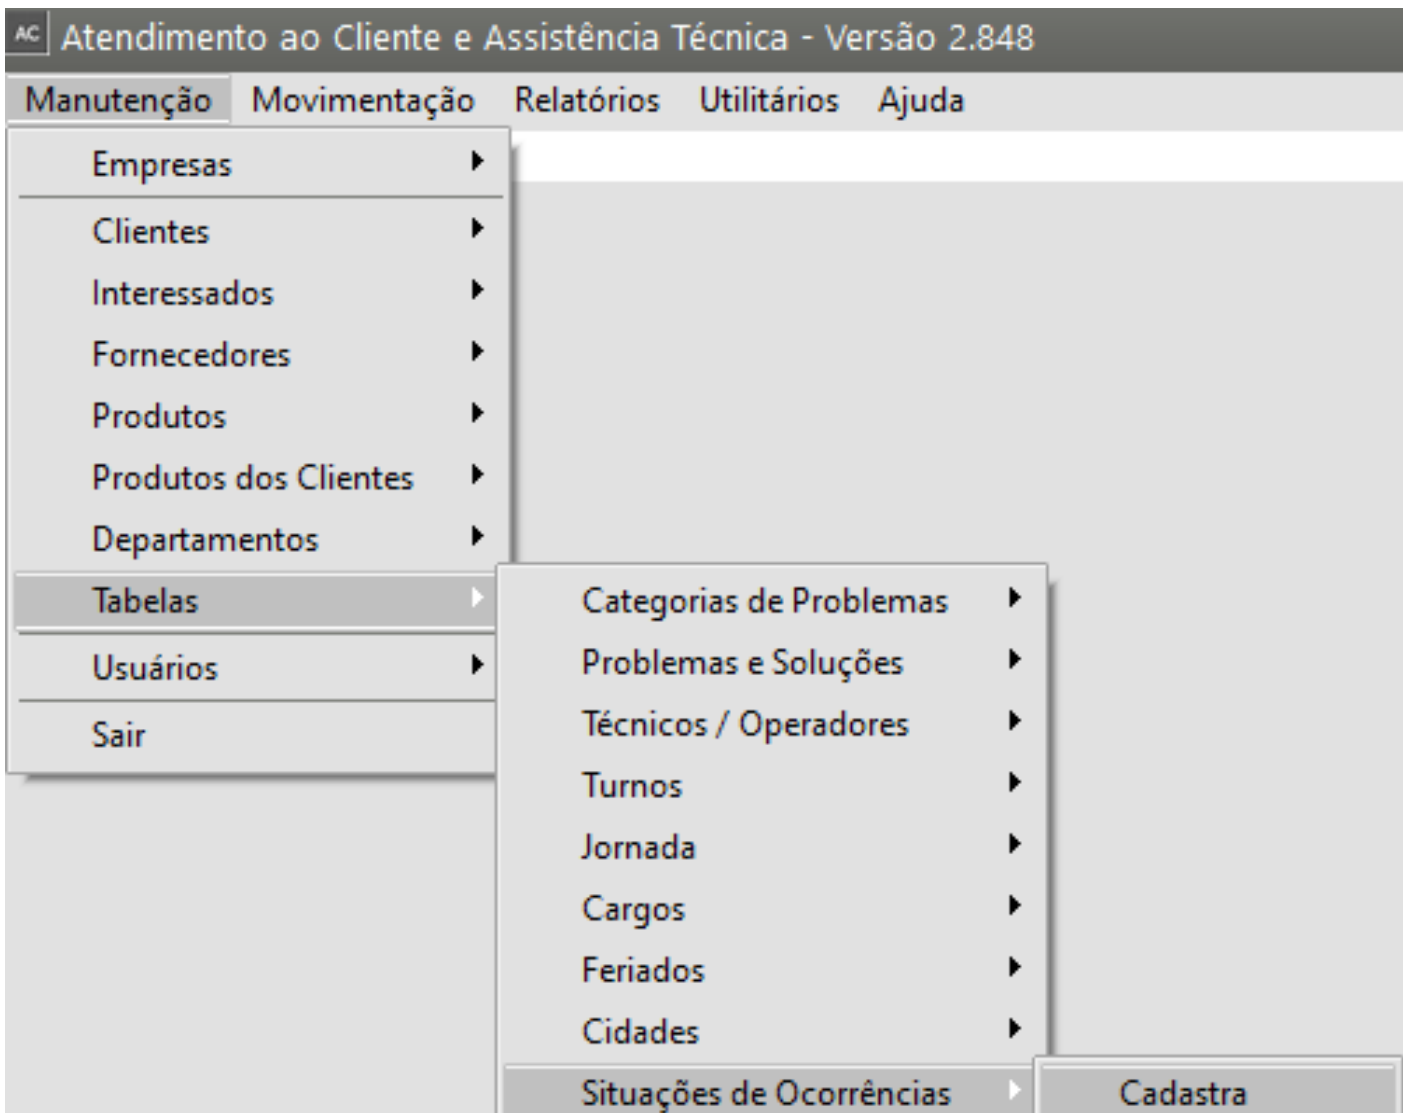 AC Atendimento ao Cliente e Assistência Técnica - Versão 2.848
Manutenção Movimentação Relatórios Utilitários Ajuda
Empresas
Clientes
Interessados
Fornecedores
Produtos
Produtos dos Clientes
Departamentos
Tabelas
Usuários
Sair
Categorias de Problemas
Problemas e Soluções
Técnicos / Operadores
Turnos
Jornada
Cargos
Feriados
Cidades
Situações de Ocorrências
Cadastra